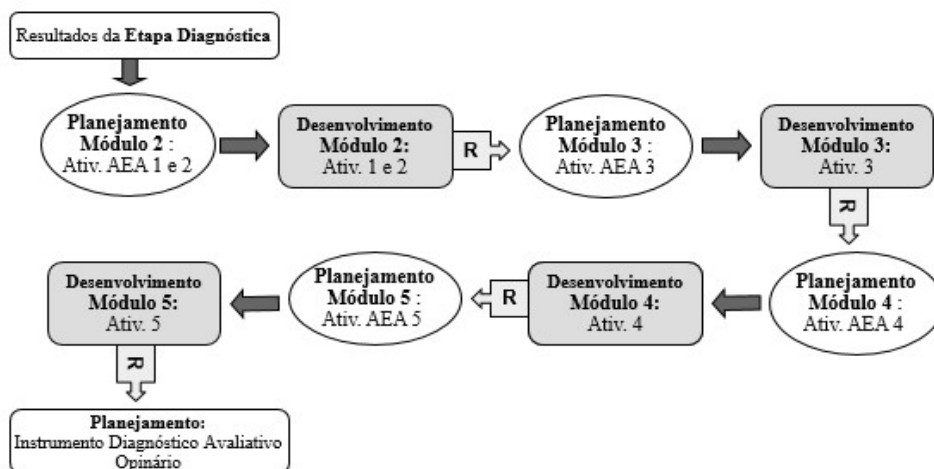 Resultados da Etapa Diagnóstica
Planejamento
Módulo 2 :
Ativ. AEA 1 e 2
Desenvolvimento
Módulo 2:
Ativ. 1 e 2
R
Planejamento
Módulo 3 :
Ativ. AEA 3
Desenvolvimento
Módulo 3:
Ativ. 3
R
Planejamento
Módulo 4 :
Ativ. AEA 4
Desenvolvimento
Módulo 4:
Ativ. 4
R
Planejamento
Módulo 5 :
Ativ. AEA 5
Desenvolvimento
Módulo 5:
Ativ. 5
R
Planejamento:
Instrumento Diagnóstico Avaliativo
Opinário